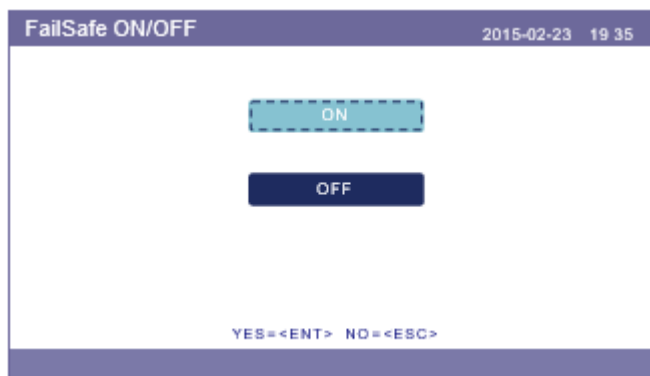 FailSafe ON/OFF 2015-02-23 19 35
ON
OFF
YES=<ENT> NO=<ESC>